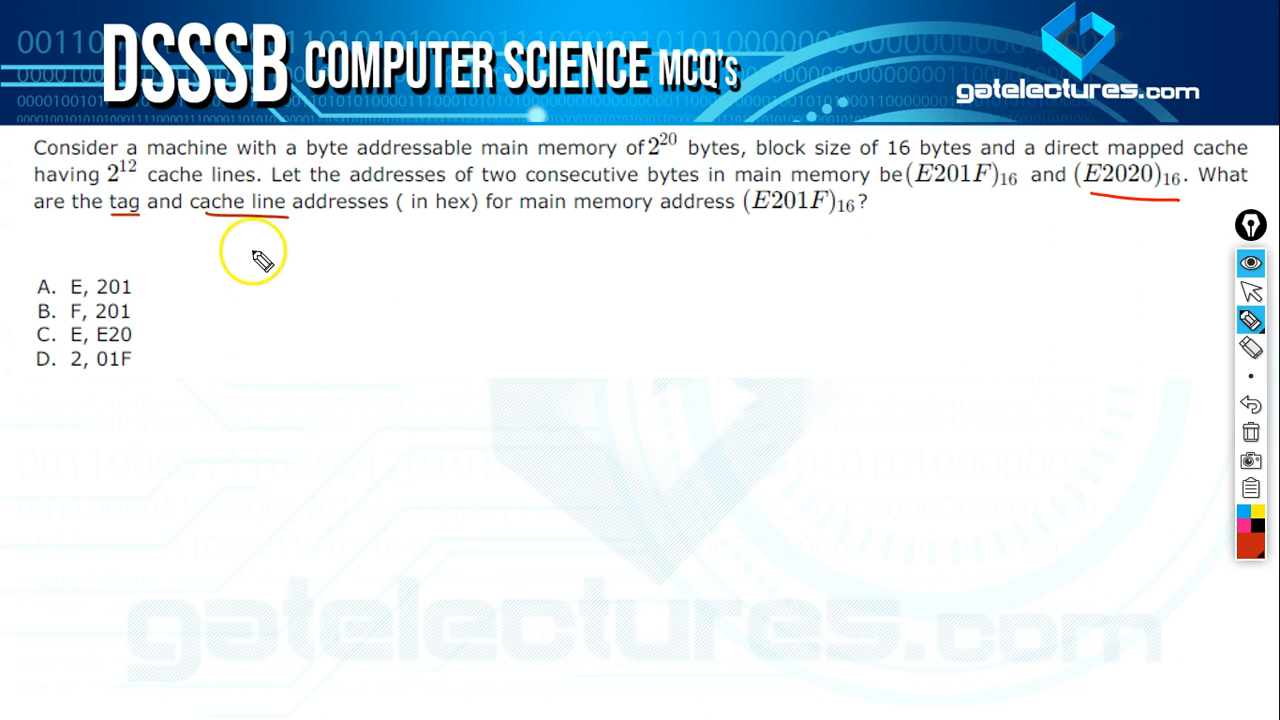 DSSSB COMPUTER SCIENCE MCQ's
gatelectures.com
Consider a machine with a byte addressable main memory of 2^20 bytes, block size of 16 bytes and a direct mapped cache
having 2^12 cache lines. Let the addresses of two consecutive bytes in main memory be (E201F)16 and (E2020)16. What
are the tag and cache line addresses ( in hex) for main memory address (E201F)16?
A. E, 201
B. F, 201
C. E, E20
D. 2, 01F
gatelectures.com